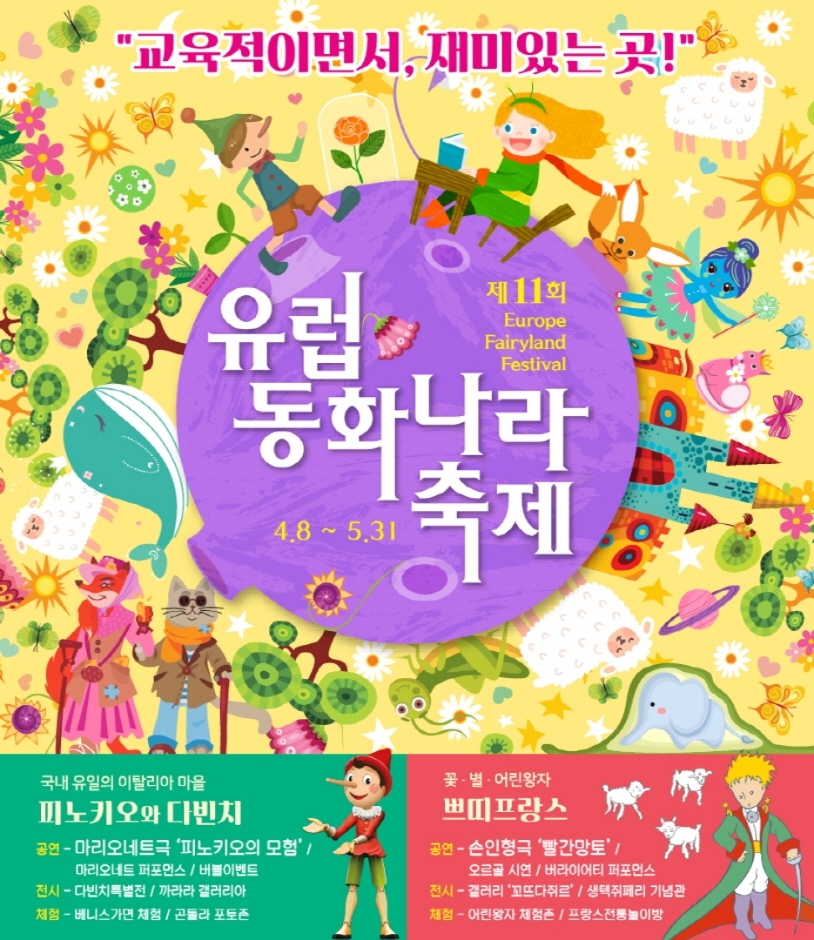 "교육적이면서, 재미있는 곳!"
제11회
Europe
Fairyland
Festival
유럽
동화나라
축제
4.8 ~ 5.31
국내 유일의 이탈리아 마을
피노키오와 다빈치
공연 - 마리오네트극 '피노키오의 모험' /
마리오네트 퍼포먼스 / 버블이벤트
전시 - 다빈치특별전 / 까라라 갤러리아
체험 - 베니스가면 체험 / 곤돌라 포토존
꽃·별·어린왕자
쁘띠프랑스
공연 - 손인형극 '빨간망토' /
오르골 시연 / 버라이어티 퍼포먼스
전시 - 갤러리 '꼬뜨다쥐르' / 생텍쥐페리 기념관
체험 - 어린왕자 체험존 / 프랑스전통놀이방